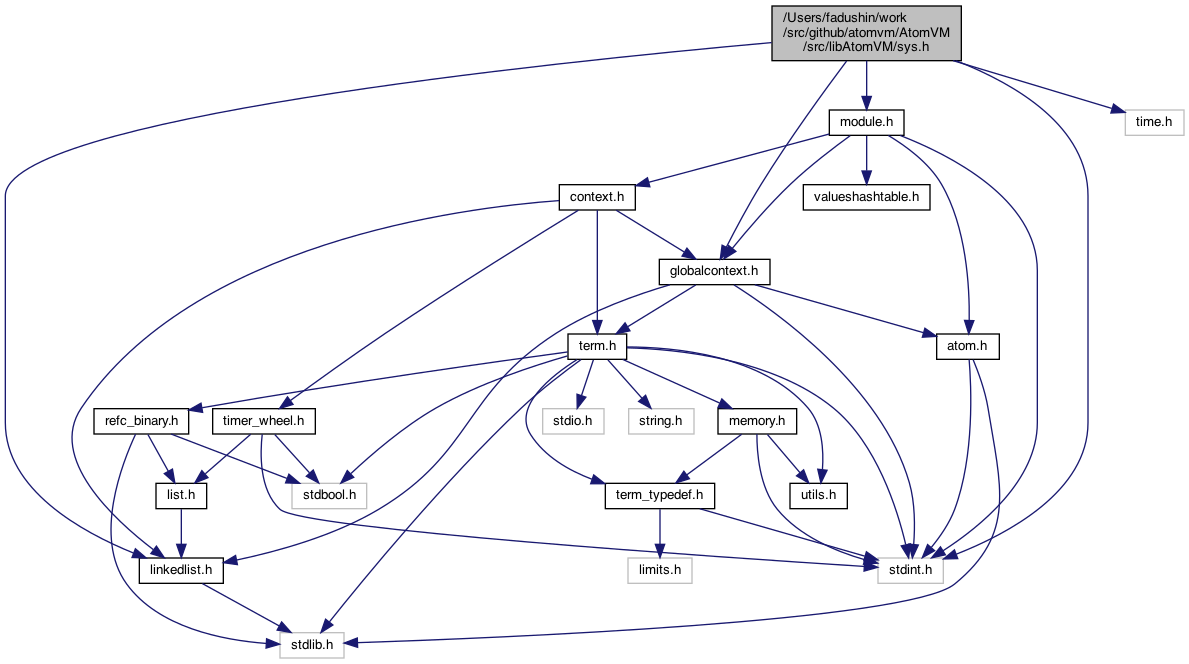 /Users/fadushin/work
/src/github/atomvm/AtomVM
/src/libAtomVM/sys.h
module.h
time.h
context.h
valueshashtable.h
globalcontext.h
term.h
atom.h
refc_binary.h
timer_wheel.h
stdio.h
string.h
memory.h
list.h
stdbool.h
term_typedef.h
utils.h
linkedlist.h
limits.h
stdint.h
stdlib.h